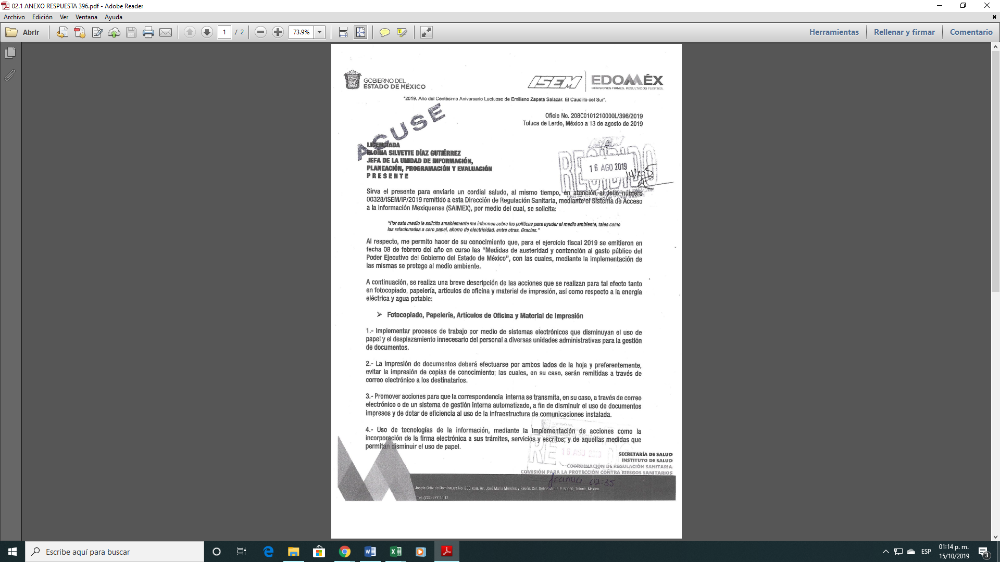 02.1 ANEXO RESPUESTA 396.pdf - Adobe Reader
Archivo Edición Ver Ventana Ayuda
Abrir 1 / 2 73.9% Herramientas Rellenar y firmar Comentario
GOBIERNO DEL
ESTADO DE MÉXICO
ISEM
EDOMÉX
DECISIONES FIRMES, RESULTADOS FUERTES.
"2019. Año del Centésimo Aniversario Luctuoso de Emiliano Zapata Salazar. El Caudillo del Sur".
ACUSE
Oficio No. 208C0101210000L/396/2019
Toluca de Lerdo, México a 13 de agosto de 2019
LICENCIADA
ELOINA SILVETTE DÍAZ GUTIÉRREZ
JEFA DE LA UNIDAD DE INFORMACIÓN,
PLANEACIÓN, PROGRAMACIÓN Y EVALUACIÓN
P R E S E N T E
ISEM
RECIBIDO
16 AGO 2019
Sirva el presente para enviarle un cordial saludo, al mismo tiempo, en atención al folio número
00328/ISEM/IP/2019 remitido a esta Dirección de Regulación Sanitaria, mediante el Sistema de Acceso
a la Información Mexiquense (SAIMEX), por medio del cual, se solicita:
"Por este medio le solicito amablemente me informen sobre las políticas para ayudar al medio ambiente, tales como
las relacionadas a cero papel, ahorro de electricidad, entre otras. Gracias."
Al respecto, me permito hacer de su conocimiento que, para el ejercicio fiscal 2019 se emitieron en
fecha 08 de febrero del año en curso las "Medidas de austeridad y contención al gasto público del
Poder Ejecutivo del Gobierno del Estado de México", con las cuales, mediante la implementación de
las mismas se protege al medio ambiente.
A continuación, se realiza una breve descripción de las acciones que se realizan para tal efecto tanto
en fotocopiado, papelería, artículos de oficina y material de impresión, así como respecto a la energía
eléctrica y agua potable:
➢ Fotocopiado, Papelería, Artículos de Oficina y Material de Impresión
1.- Implementar procesos de trabajo por medio de sistemas electrónicos que disminuyan el uso de
papel y el desplazamiento innecesario del personal a diversas unidades administrativas para la gestión
de documentos.
2.- La impresión de documentos deberá efectuarse por ambos lados de la hoja y preferentemente,
evitar la impresión de copias de conocimiento; las cuales, en su caso, serán remitidas a través de
correo electrónico a los destinatarios.
3.- Promover acciones para que la correspondencia interna se transmita, en su caso, a través de correo
electrónico o de un sistema de gestión interna automatizado, a fin de disminuir el uso de documentos
impresos y de dotar de eficiencia al uso de la infraestructura de comunicaciones instalada.
4.- Uso de tecnologías de la información, mediante la implementación de acciones como la
incorporación de la firma electrónica a sus trámites, servicios y escritos; y de aquellas medidas que
permitan disminuir el uso de papel.
SECRETARÍA DE SALUD
INSTITUTO DE SALUD
COORDINACIÓN DE REGULACIÓN SANITARIA
COMISIÓN PARA LA PROTECCIÓN CONTRA RIESGOS SANITARIOS
02:35
Josefa Ortiz de Domínguez No. 200, esq. Av. José María Morelos y Pavón, Col. Sebastián, C.P. 50090, Toluca, México.
Tel. (722) 277 39 12
Escribe aquí para buscar
ESP
01:14 p. m.
15/10/2019
3